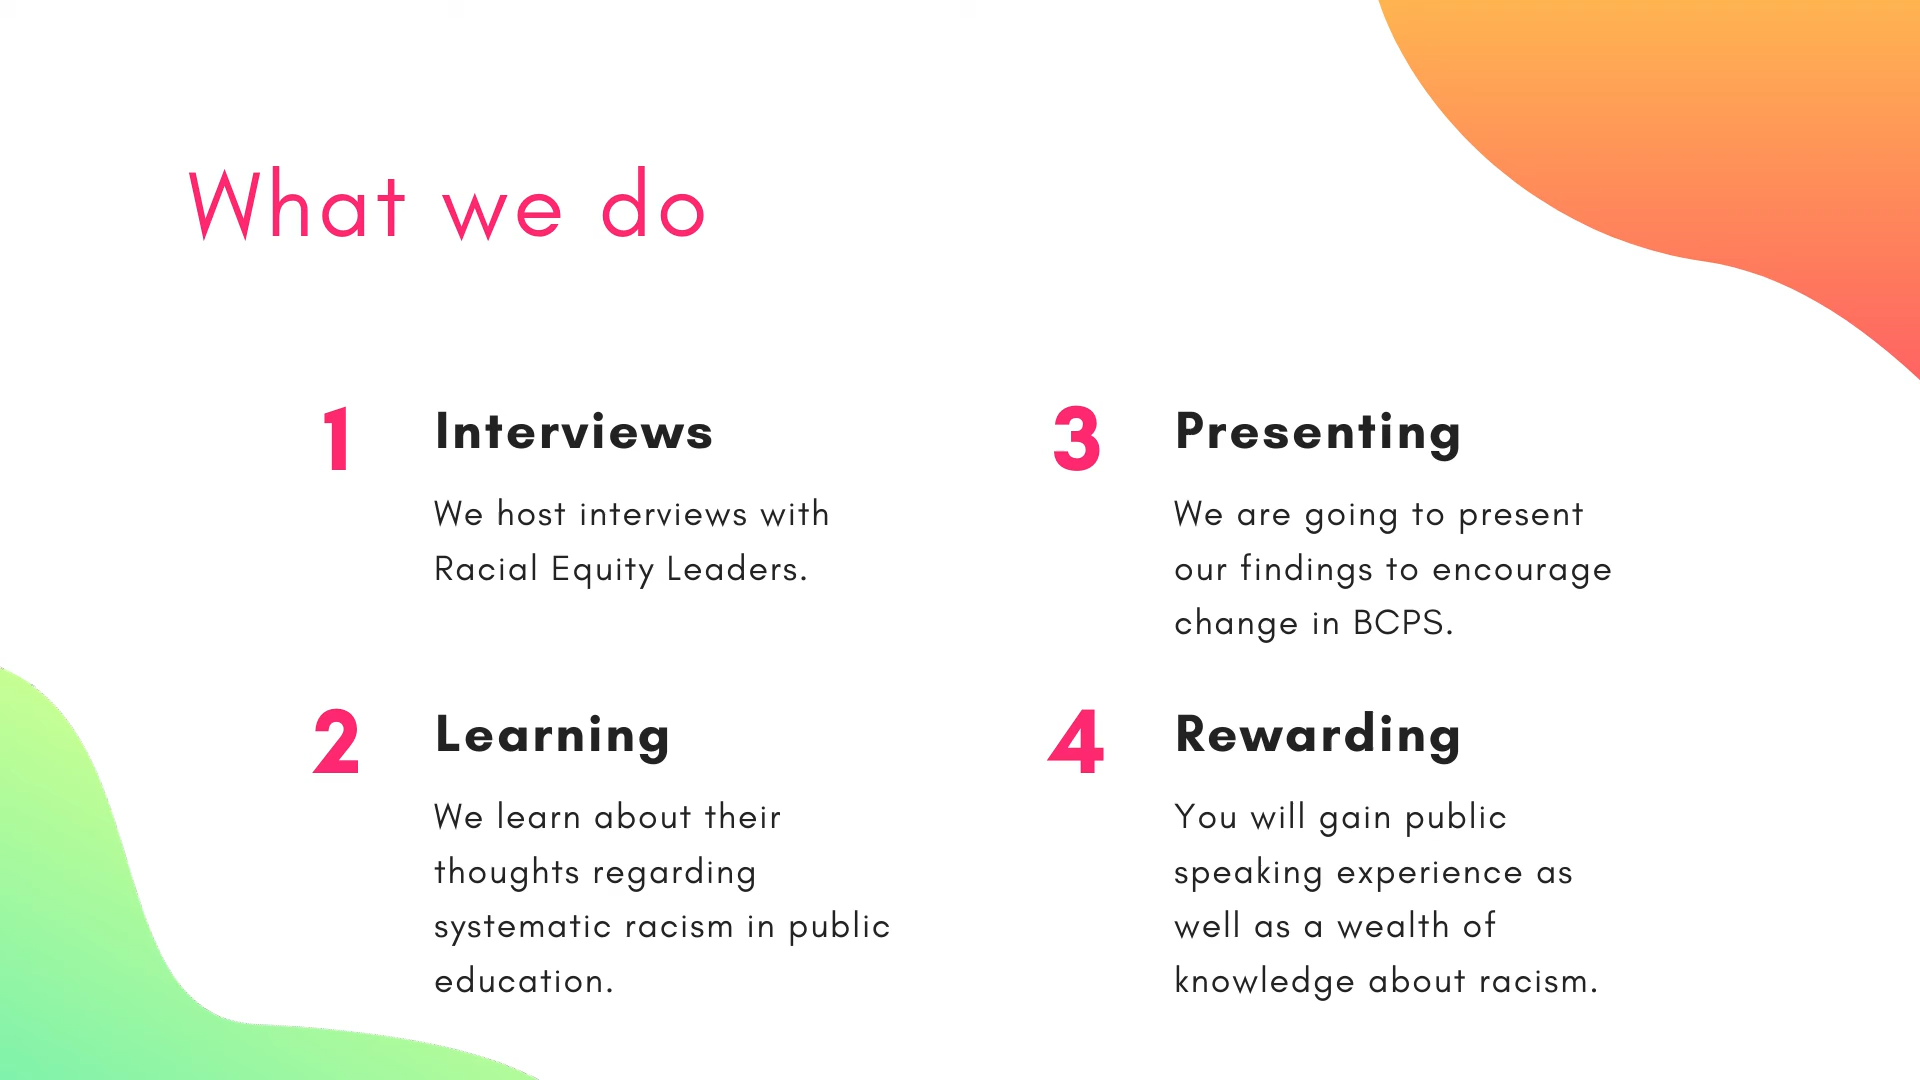 What we do
1
Interviews
We host interviews with
Racial Equity Leaders.
2
Learning
We learn about their
thoughts regarding
systematic racism in public
education.
3
Presenting
We are going to present
our findings to encourage
change in BCPS.
4
Rewarding
You will gain public
speaking experience as
well as a wealth of
knowledge about racism.